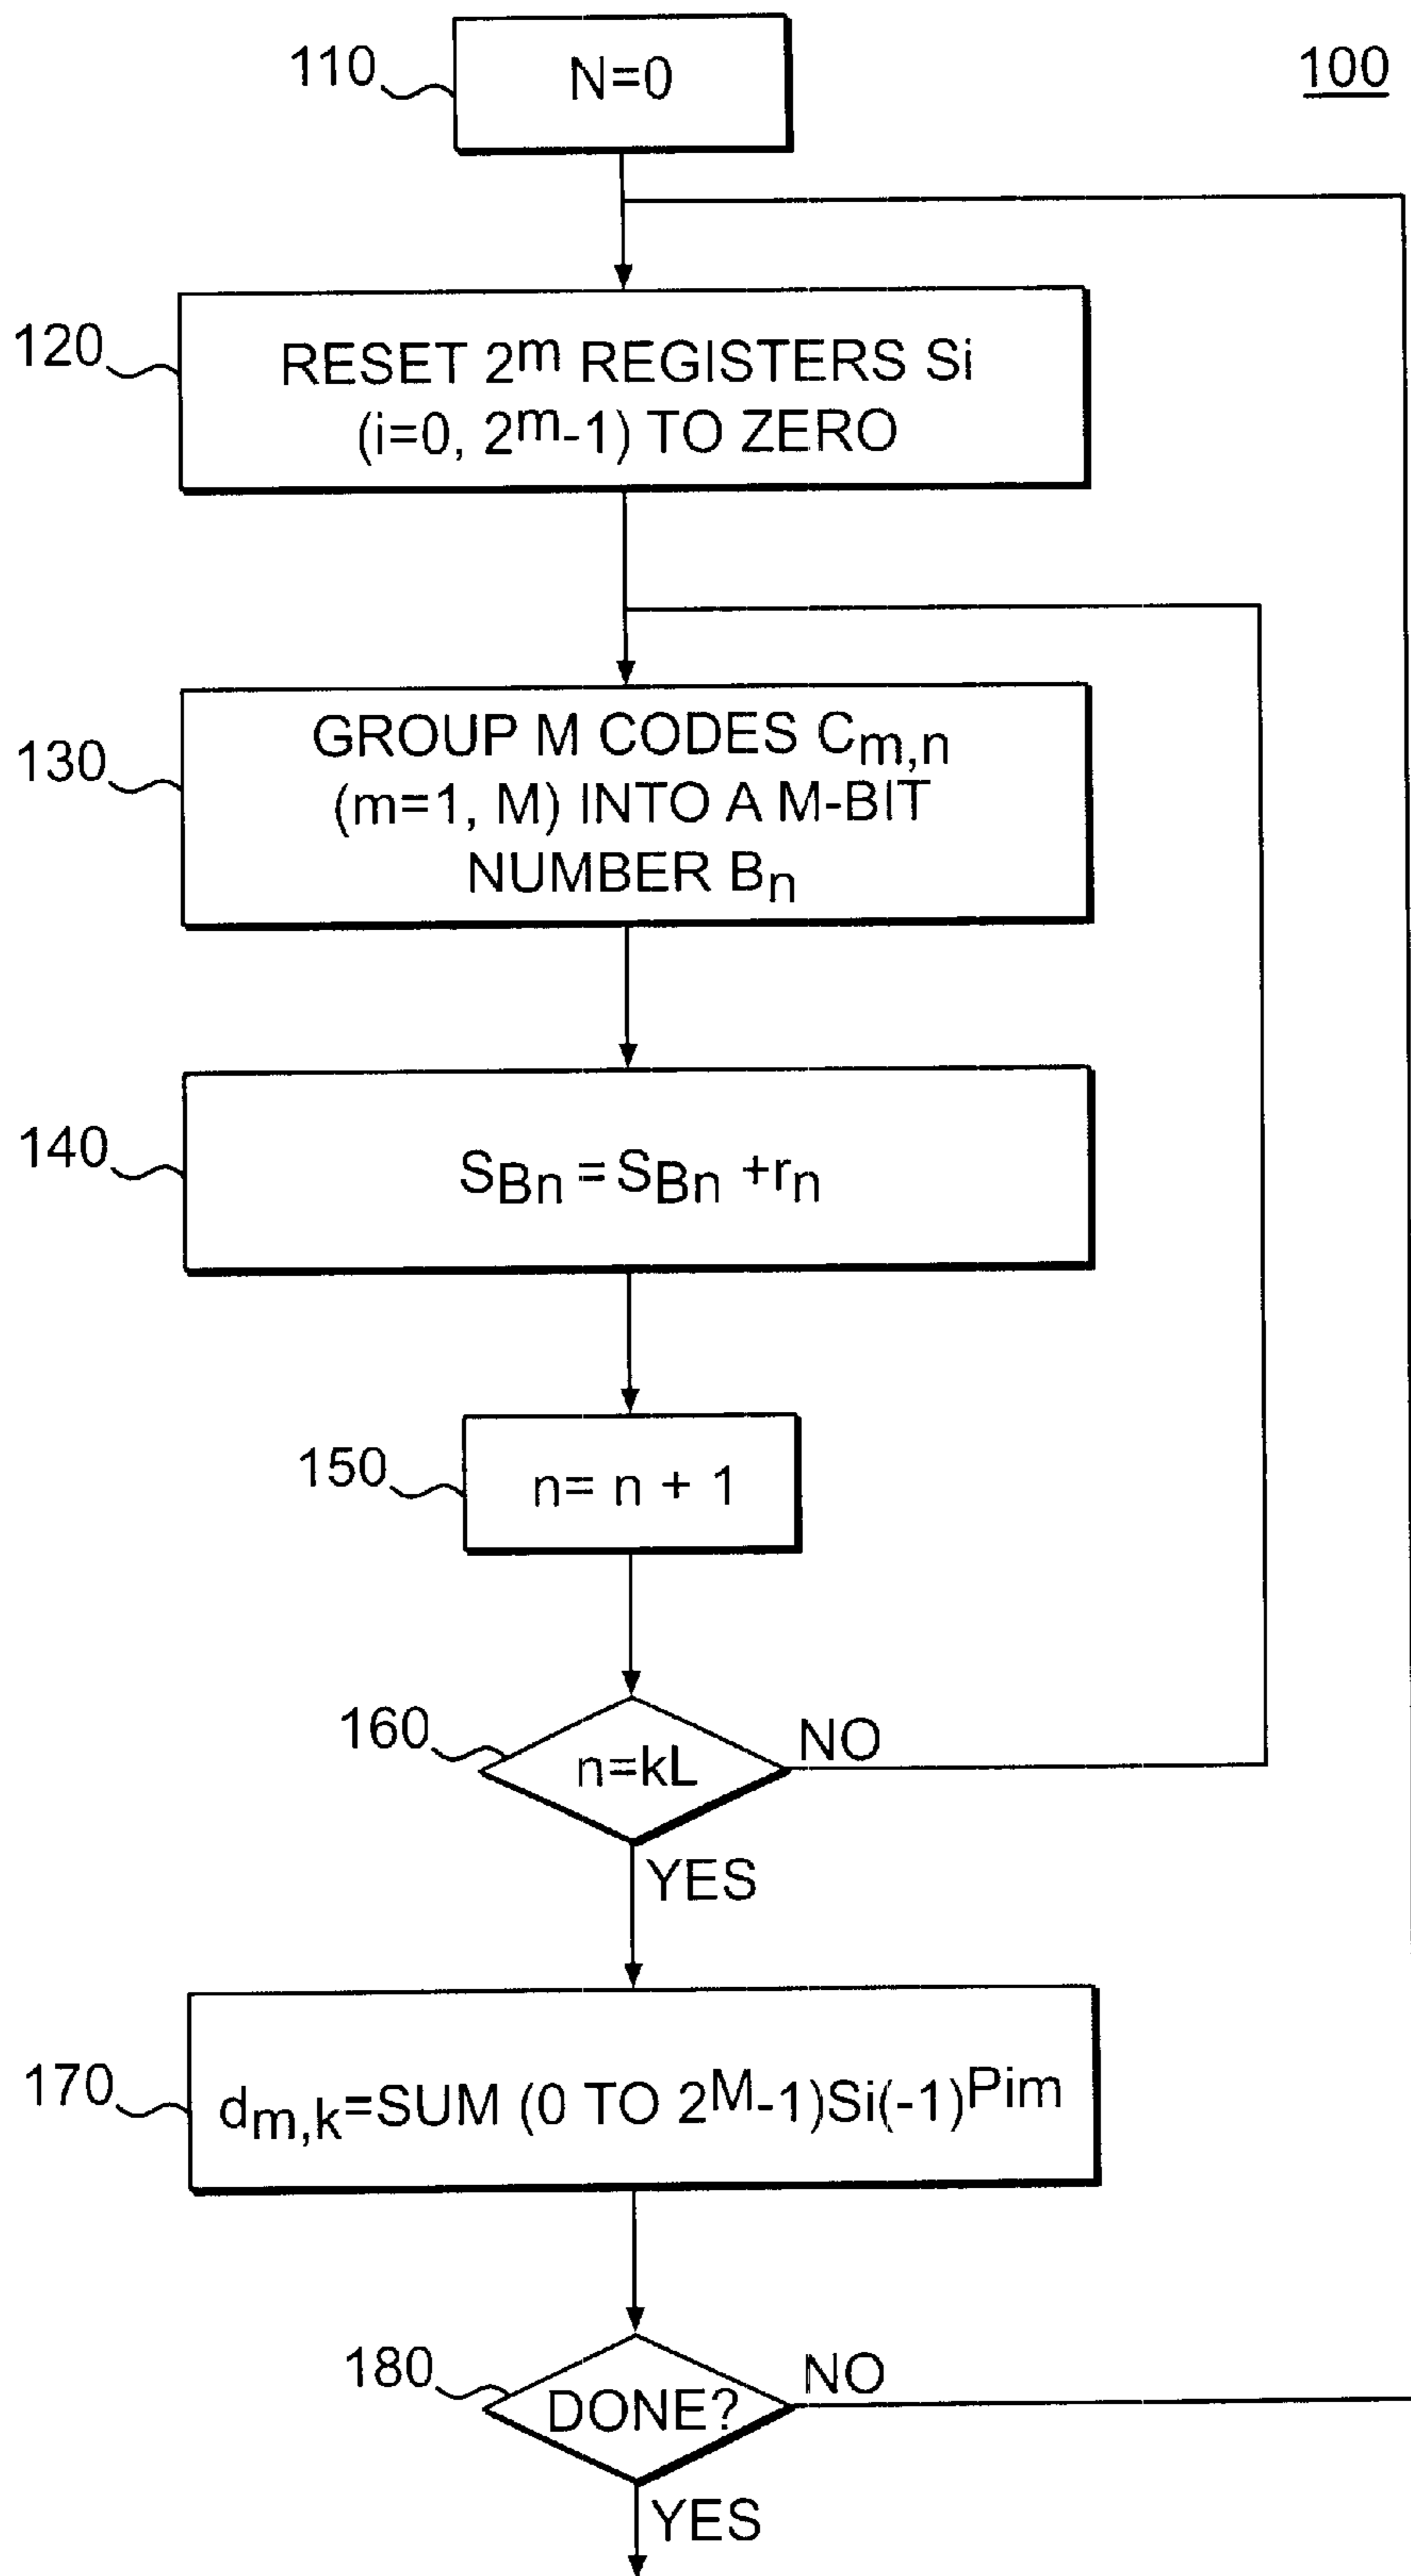 110
N=0
100
120
RESET 2ᵐ REGISTERS Si
(i=0, 2ᵐ-1) TO ZERO
130
GROUP M CODES Cₘ,ₙ
(m=1, M) INTO A M-BIT
NUMBER Bₙ
140
S_Bn = S_Bn +rₙ
150
n= n + 1
160
n=kL
NO
YES
170
dₘ,ₖ=SUM (0 TO 2ᴹ-1)Si(-1)^Pim
180
DONE?
NO
YES